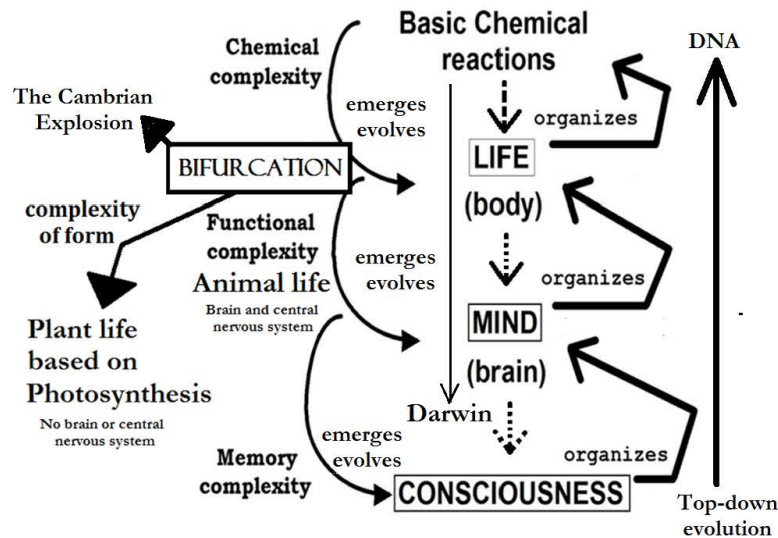 Basic Chemical
reactions
DNA
Chemical
complexity
The Cambrian
Explosion
emerges
evolves
organizes
BIFURCATION
LIFE
(body)
complexity
of form
Functional
complexity
Animal life
Brain and central
nervous system
emerges
evolves
organizes
Plant life
based on
Photosynthesis
No brain or central
nervous system
MIND
(brain)
Darwin
emerges
evolves
organizes
Memory
complexity
CONSCIOUSNESS
Top-down
evolution